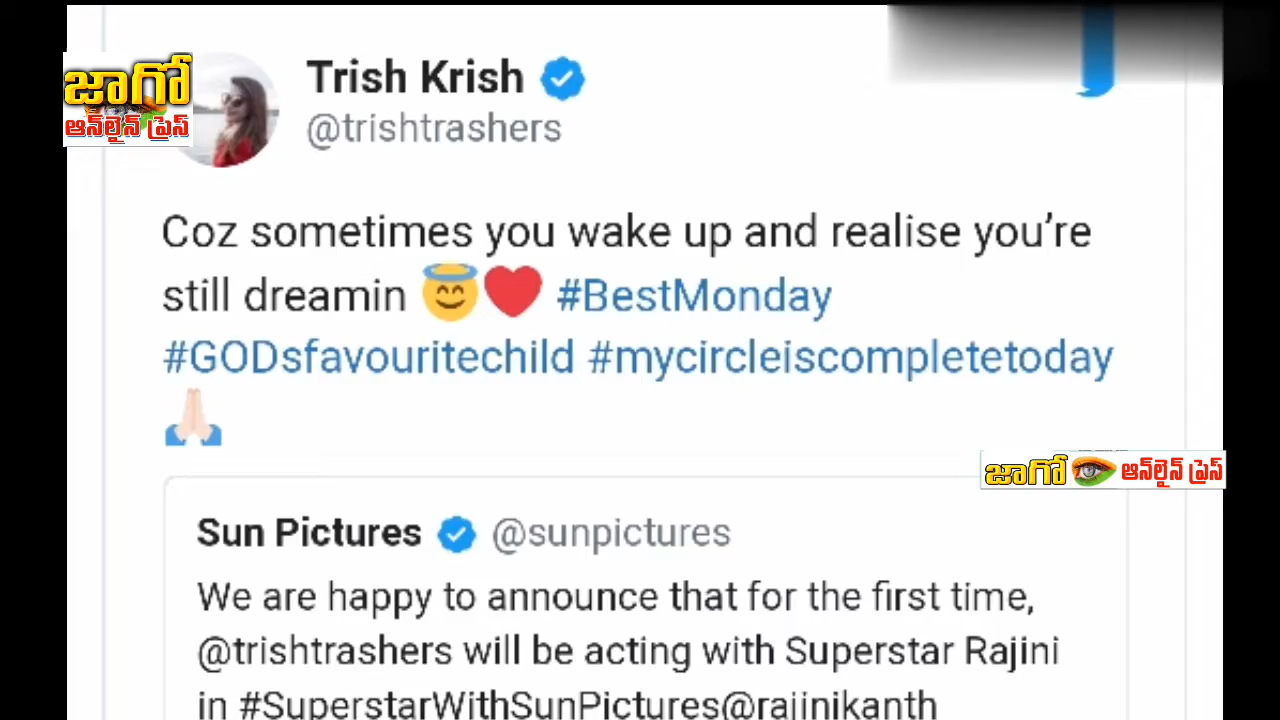 జాగో
ఆన్‌లైన్ ప్రెస్
Trish Krish
@trishtrashers
Coz sometimes you wake up and realise you’re
still dreamin 😇❤️ #BestMonday
#GODsfavouritechild #mycircleiscompletetoday
🙏🏻
జాగో ఆన్‌లైన్ ప్రెస్
Sun Pictures @sunpictures
We are happy to announce that for the first time,
@trishtrashers will be acting with Superstar Rajini
in #SuperstarWithSunPictures@rajinikanth